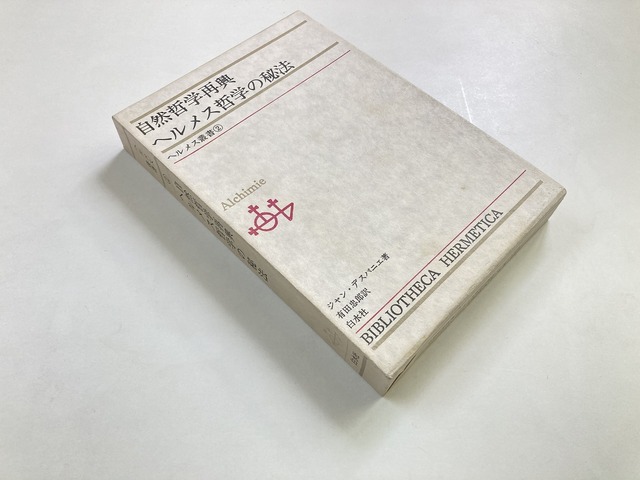 自然哲学再興
ヘルメス哲学の秘法
ヘルメス叢書②
Alchimie
ジャン・デスパニエ著
有田忠郎訳
白水社
BIBLIOTHECA HERMETICA